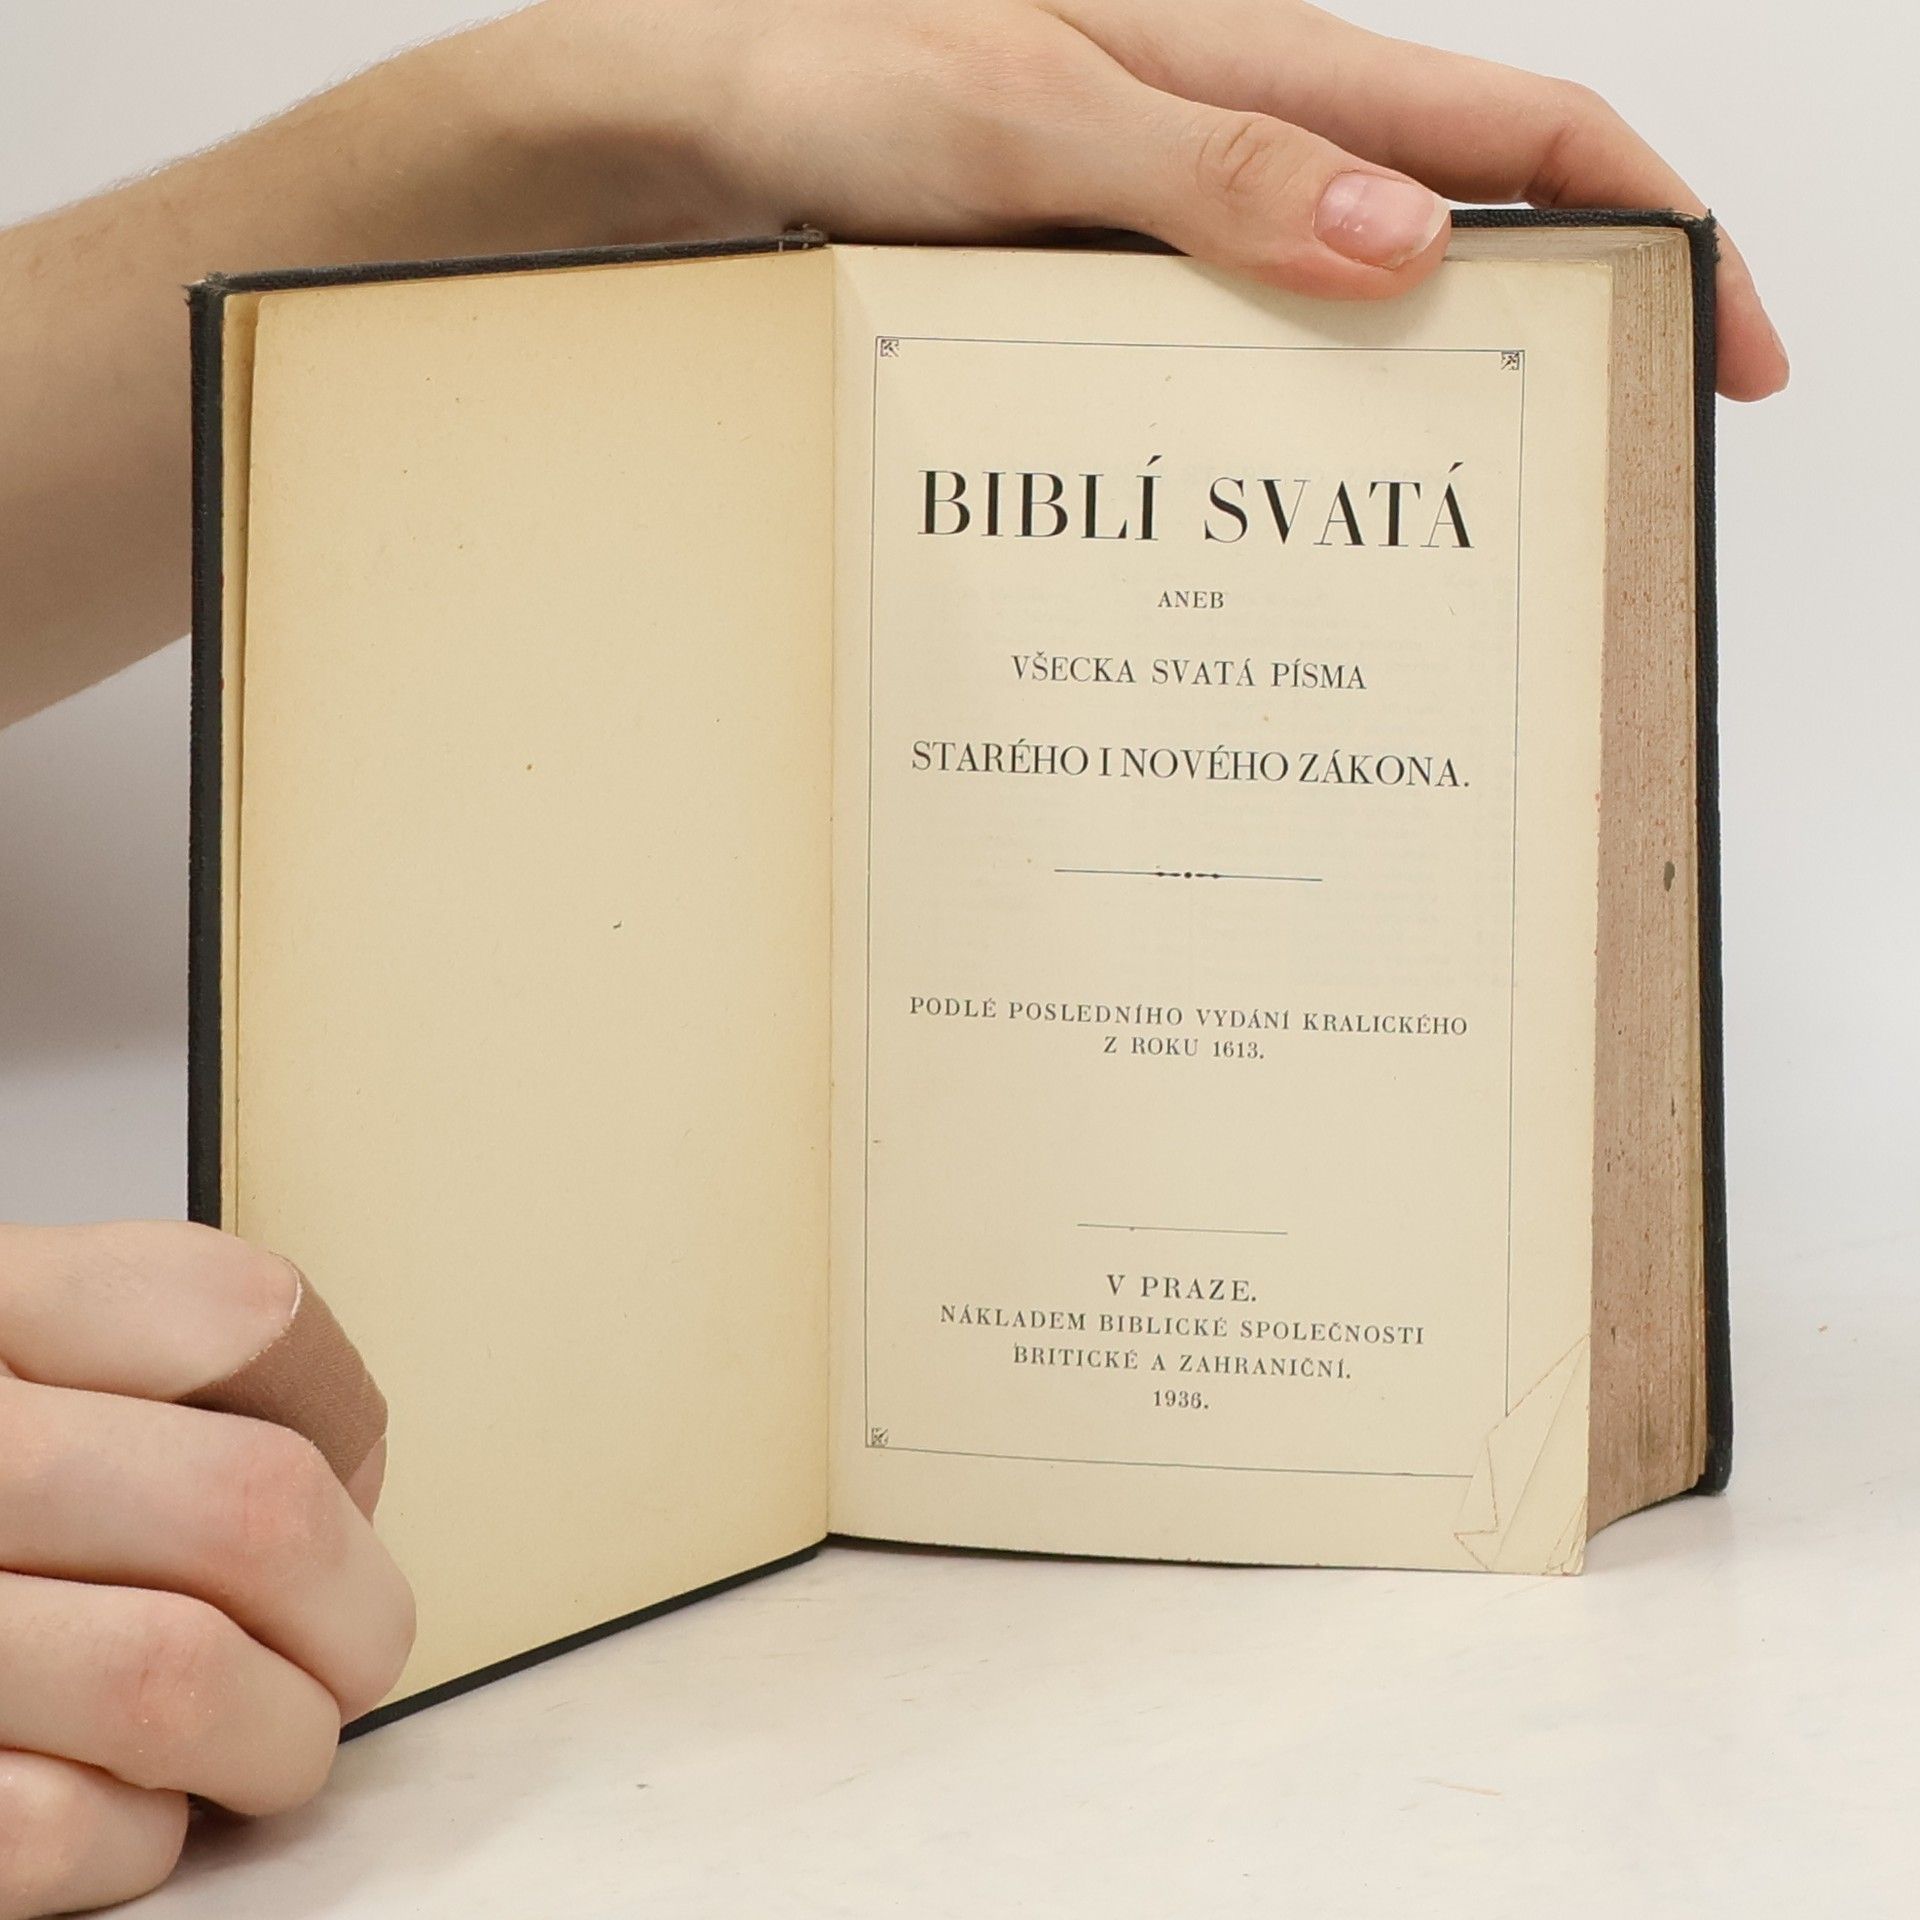 BIBLÍ SVATÁ
ANEB
VŠECKA SVATÁ PÍSMA
STARÉHO I NOVÉHO ZÁKONA.
PODLÉ POSLEDNÍHO VYDÁNÍ KRALICKÉHO
Z ROKU 1613.
V PRAZE.
NÁKLADEM BIBLICKÉ SPOLEČNOSTI
BRITICKÉ A ZAHRANIČNÍ.
1936.